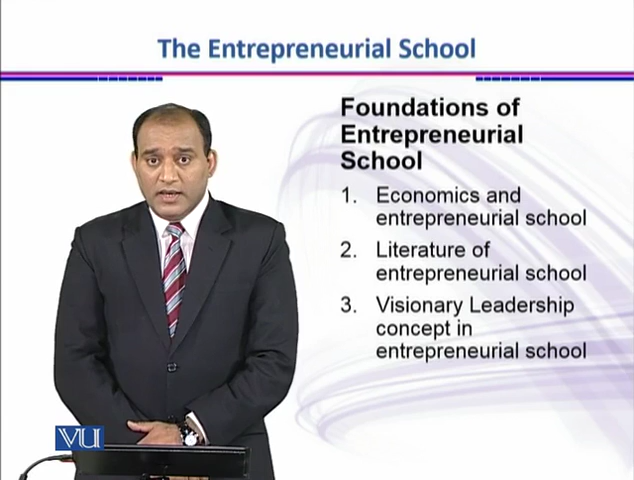 The Entrepreneurial School
Foundations of
Entrepreneurial
School
1. Economics and
entrepreneurial school
2. Literature of
entrepreneurial school
3. Visionary Leadership
concept in
entrepreneurial school
VU